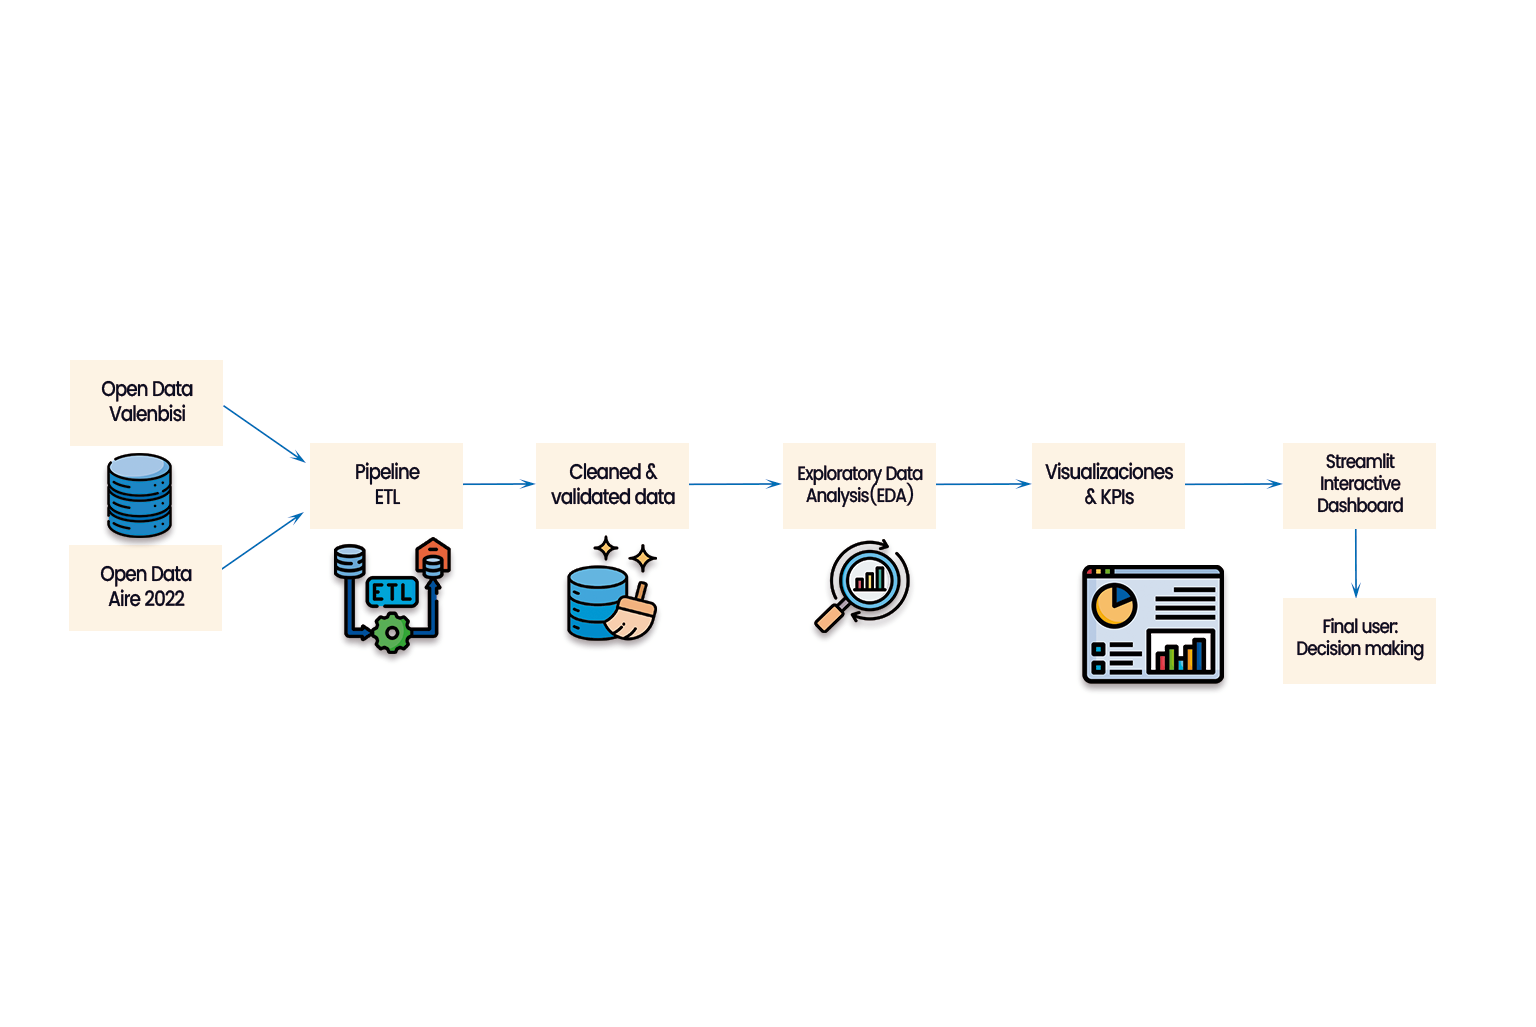 Open Data
Valenbisi
Open Data
Aire 2022
Pipeline
ETL
ETL
Cleaned &
validated data
Exploratory Data
Analysis(EDA)
Visualizaciones
& KPIs
Streamlit
Interactive
Dashboard
Final user:
Decision making